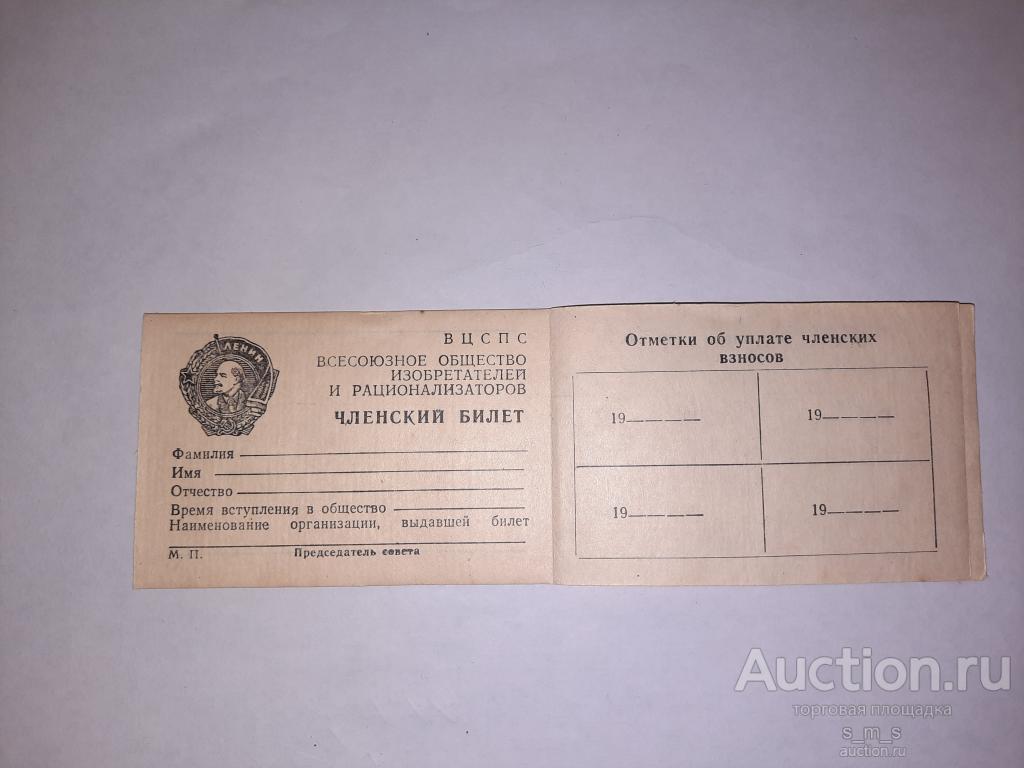 ЛЕНИН
ВЦСПС
ВСЕСОЮЗНОЕ ОБЩЕСТВО
ИЗОБРЕТАТЕЛЕЙ
И РАЦИОНАЛИЗАТОРОВ
ЧЛЕНСКИЙ БИЛЕТ
Фамилия
Имя
Отчество
Время вступления в общество
Наименование организации, выдавшей билет
М. П. Председатель совета
Отметки об уплате членских
взносов
19———— 19————
19———— 19————
Auction.ru
торговая площадка
s_m_s
auction.ru